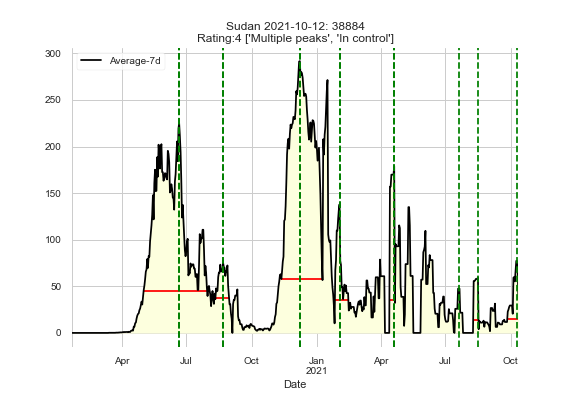 Sudan 2021-10-12: 38884
Rating:4 ['Multiple peaks', 'In control']
Average-7d
300
250
200
150
100
50
0
Apr
Jul
Oct
Jan
2021
Apr
Jul
Oct
Date